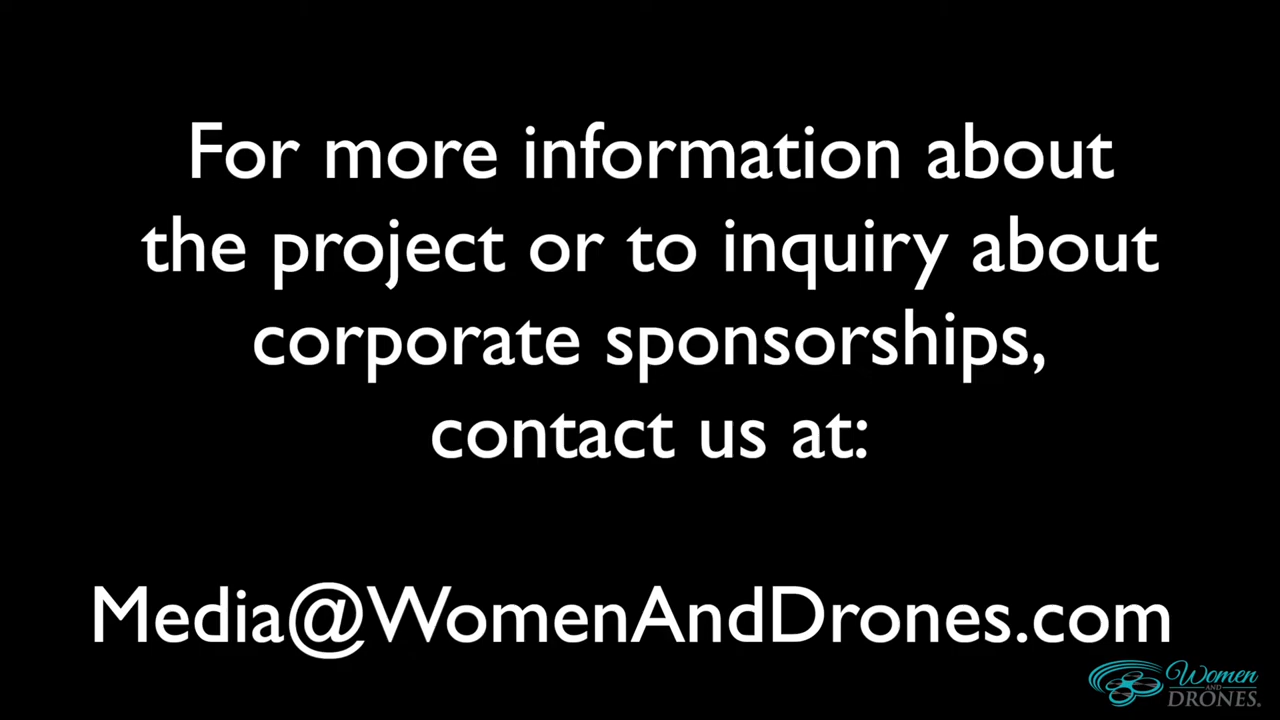 For more information about
the project or to inquiry about
corporate sponsorships,
contact us at:
Media@WomenAndDrones.com
Women
AND
DRONES.